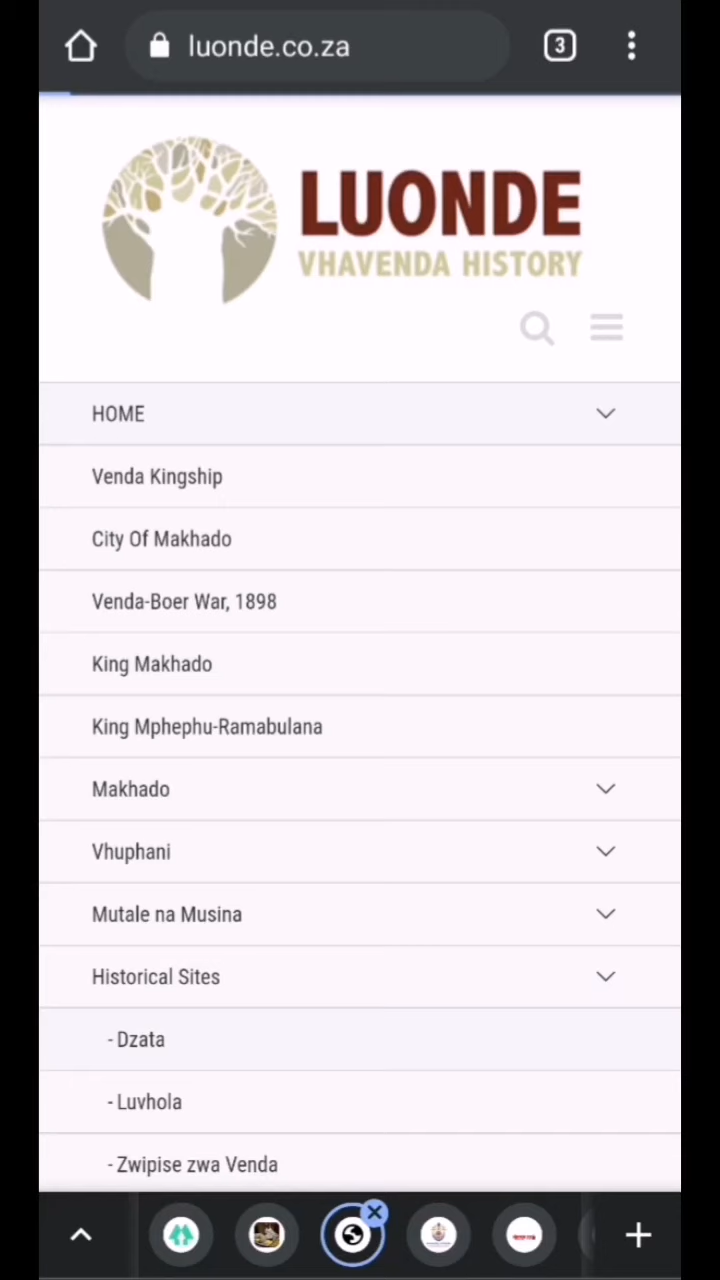 luonde.co.za
3
LUONDE
VHAVENDA HISTORY
HOME
Venda Kingship
City Of Makhado
Venda-Boer War, 1898
King Makhado
King Mphephu-Ramabulana
Makhado
Vhuphani
Mutale na Musina
Historical Sites
- Dzata
- Luvhola
- Zwipise zwa Venda